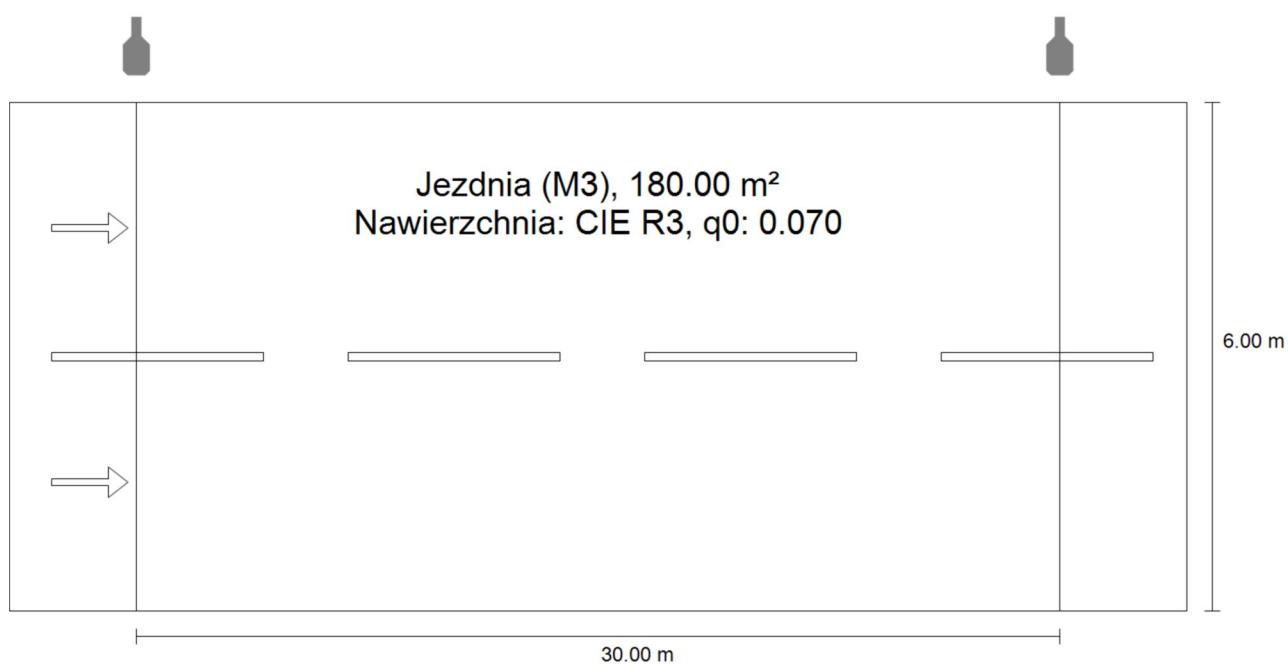 Jezdnia (M3), 180.00 m²
Nawierzchnia: CIE R3, q0: 0.070
6.00 m
30.00 m